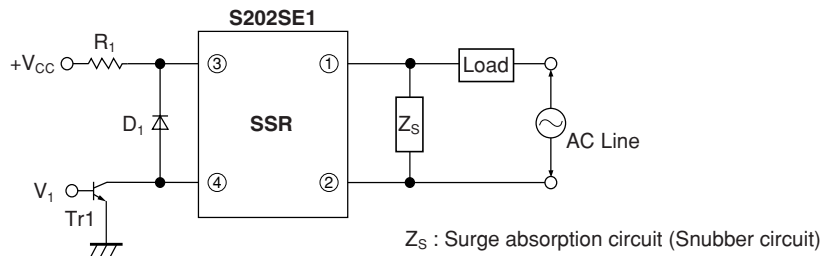 S202SE1
R1
+VCC
③
①
Load
D1
SSR
ZS
AC Line
V1
④
②
Tr1
ZS : Surge absorption circuit (Snubber circuit)